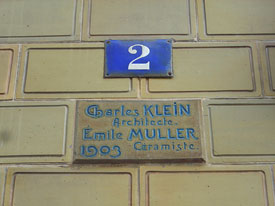 2
Charles KLEIN
Architecte.
Émile MULLER
1903 Céramiste.